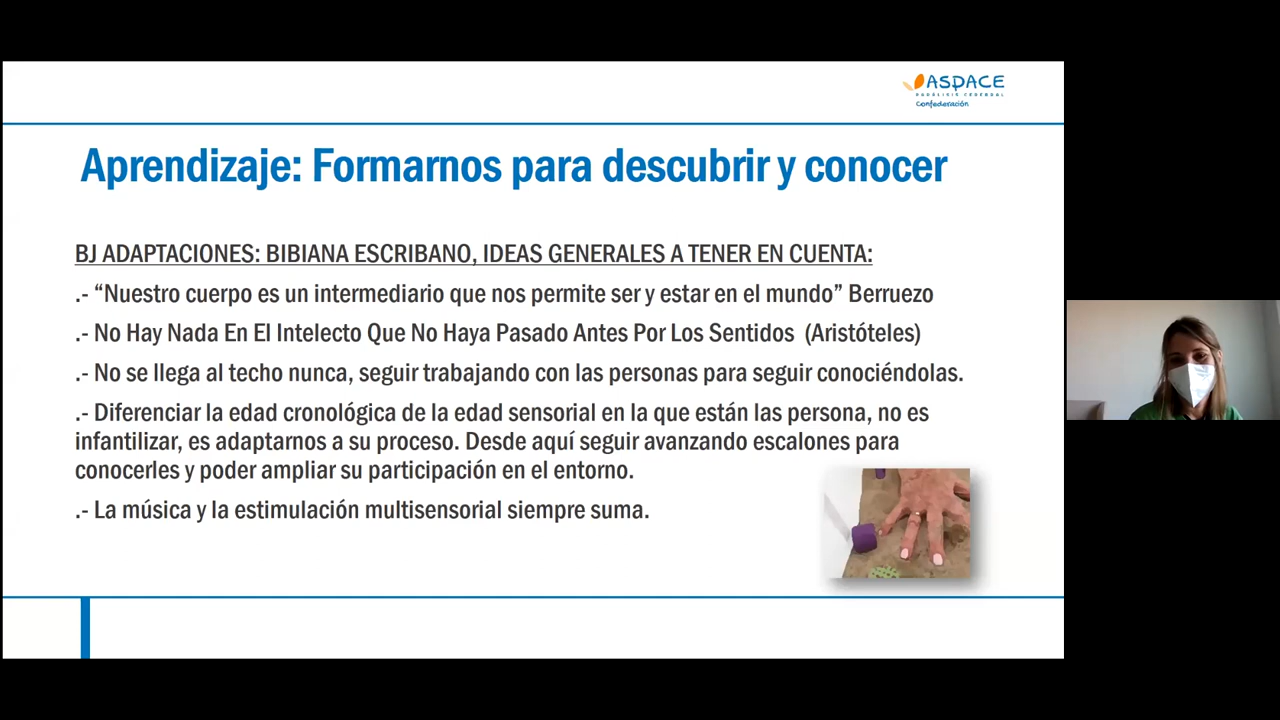 ASPACE
PARÁLISIS CEREBRAL
Confederación
Aprendizaje: Formarnos para descubrir y conocer
BJ ADAPTACIONES: BIBIANA ESCRIBANO, IDEAS GENERALES A TENER EN CUENTA:
.- “Nuestro cuerpo es un intermediario que nos permite ser y estar en el mundo” Berruezo
.- No Hay Nada En El Intelecto Que No Haya Pasado Antes Por Los Sentidos (Aristóteles)
.- No se llega al techo nunca, seguir trabajando con las personas para seguir conociéndolas.
.- Diferenciar la edad cronológica de la edad sensorial en la que están las persona, no es
infantilizar, es adaptarnos a su proceso. Desde aquí seguir avanzando escalones para
conocerles y poder ampliar su participación en el entorno.
.- La música y la estimulación multisensorial siempre suma.